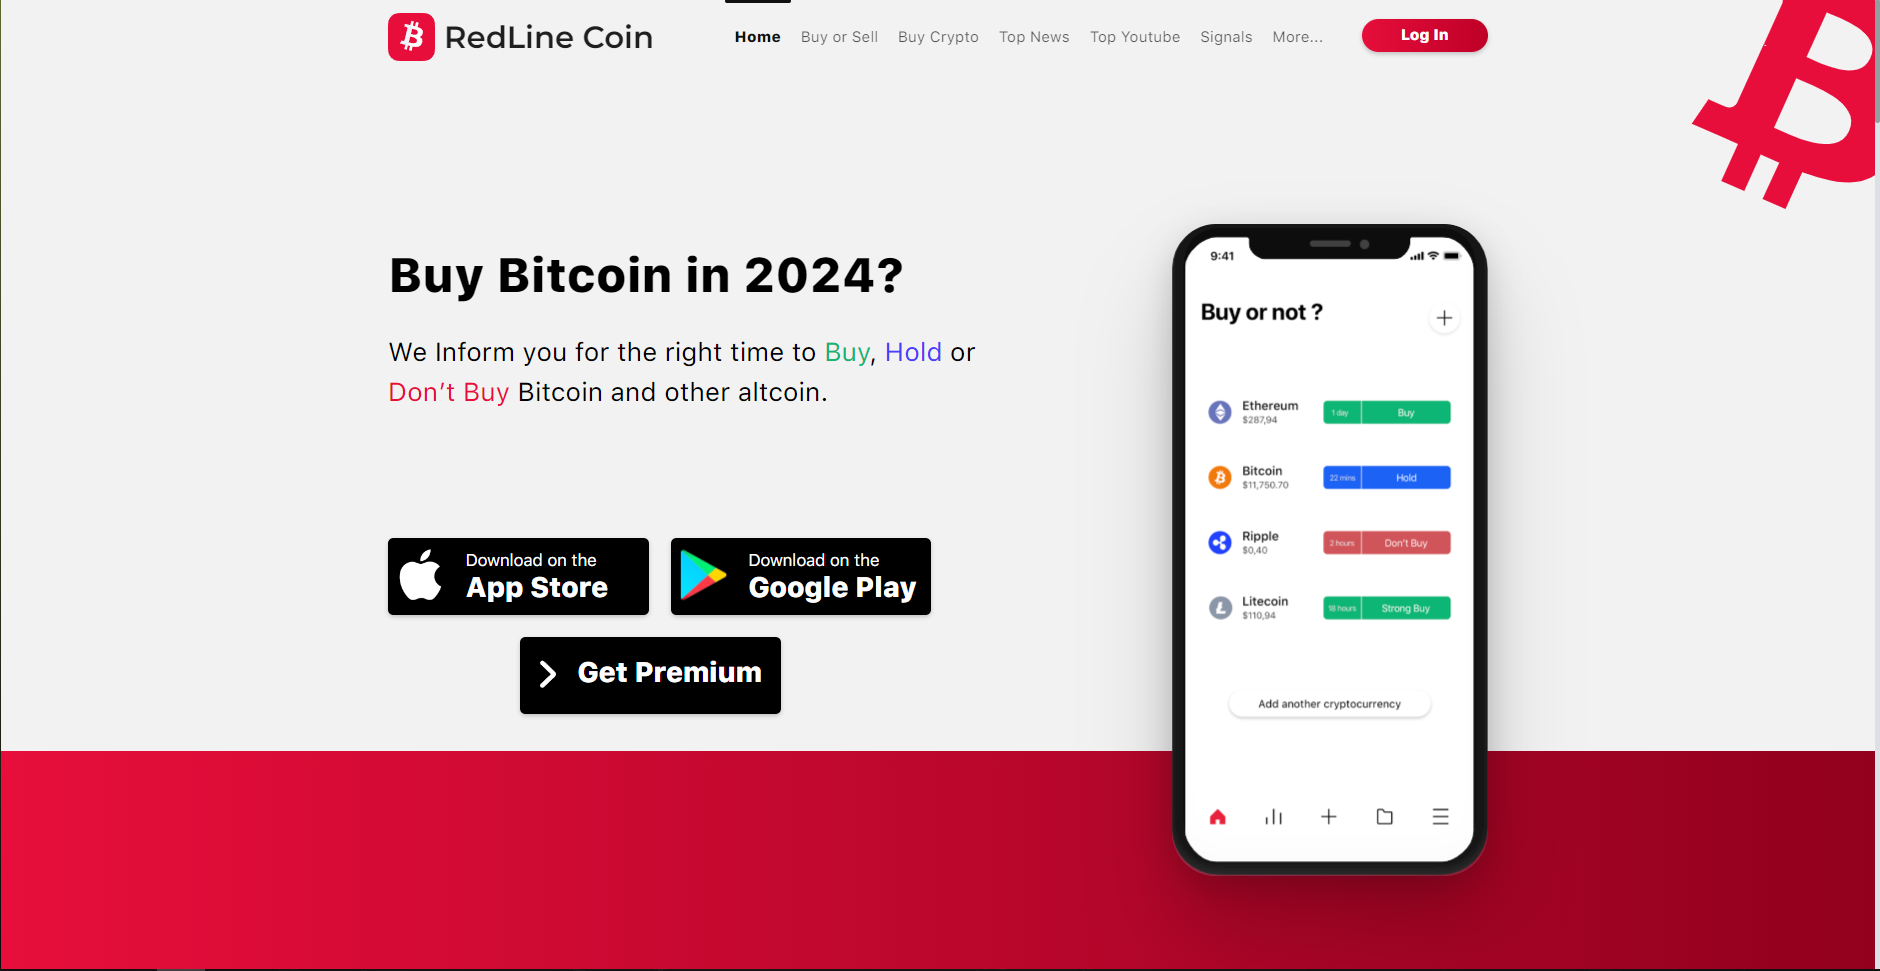 RedLine Coin
Home Buy or Sell Buy Crypto Top News Top Youtube Signals More...
Log In
Buy Bitcoin in 2024?
We Inform you for the right time to Buy, Hold or
Don't Buy Bitcoin and other altcoin.
Download on the
App Store
Download on the
Google Play
Get Premium
9:41
Buy or not ?
Ethereum
$287,94
1 day Buy
Bitcoin
$11,750.70
22 mins Hold
Ripple
$0,40
2 hours Don't Buy
Litecoin
$110,94
18 hours Strong Buy
Add another cryptocurrency